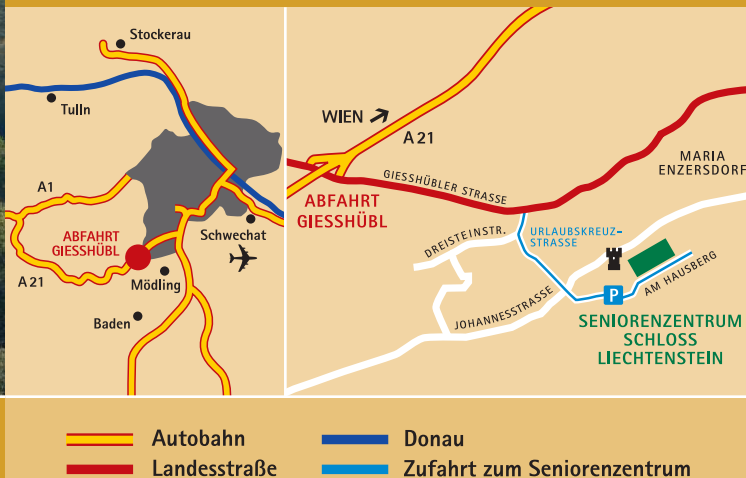 Stockerau
Tulln
A1
ABFAHRT
GIESSHÜBL
Schwechat
A 21
Mödling
Baden
WIEN
A 21
ABFAHRT
GIESSHÜBL
GIESSHÜBLER STRASSE
MARIA
ENZERSDORF
DREISTEINSTR.
URLAUBSKREUZ-
STRASSE
JOHANNESSTRASSE
P
AM HAUSBERG
SENIORENZENTRUM
SCHLOSS
LIECHTENSTEIN
Autobahn
Donau
Landesstraße
Zufahrt zum Seniorenzentrum